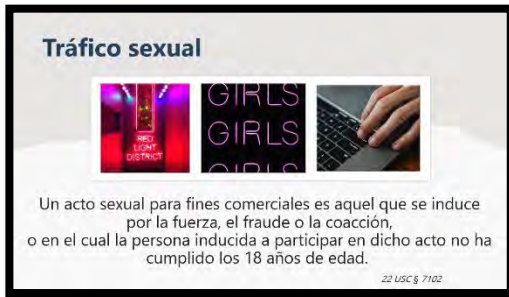 Tráfico sexual
RED
LIGHT
DISTRICT
GIRLS
GIRLS
GIRLS
Un acto sexual para fines comerciales es aquel que se induce
por la fuerza, el fraude o la coacción,
o en el cual la persona inducida a participar en dicho acto no ha
cumplido los 18 años de edad.
22 USC § 7102